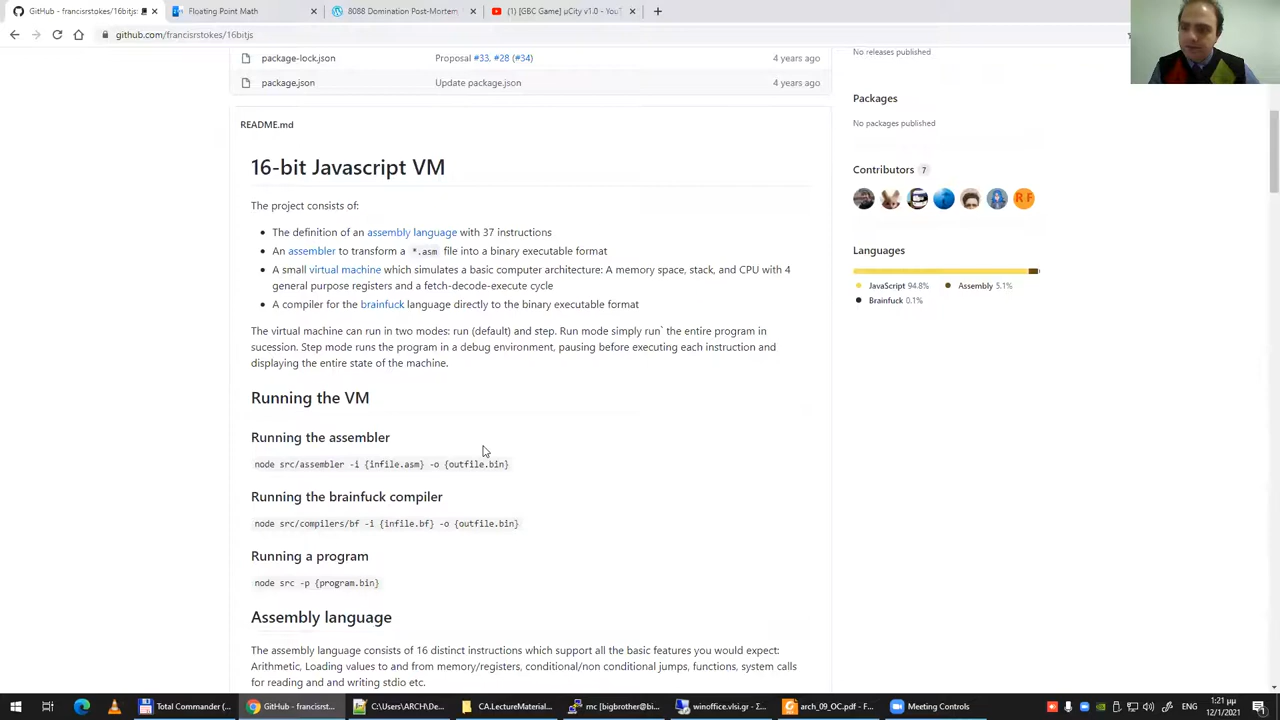 GitHub - francisrstokes/16bitjs:
Floating Point Math
8088 Domination Post-Mortem
(1) [GBC Game] µCity v1.0 - YouT
github.com/francisrstokes/16bitjs
package-lock.json Proposal #33, #28 (#34) 4 years ago
package.json Update package.json 4 years ago
README.md
16-bit Javascript VM
The project consists of:
The definition of an assembly language with 37 instructions
An assembler to transform a *.asm file into a binary executable format
A small virtual machine which simulates a basic computer architecture: A memory space, stack, and CPU with 4
general purpose registers and a fetch-decode-execute cycle
A compiler for the brainfuck language directly to the binary executable format
The virtual machine can run in two modes: run (default) and step. Run mode simply run` the entire program in
sucession. Step mode runs the program in a debug environment, pausing before executing each instruction and
displaying the entire state of the machine.
Running the VM
Running the assembler
node src/assembler -i {infile.asm} -o {outfile.bin}
Running the brainfuck compiler
node src/compilers/bf -i {infile.bf} -o {outfile.bin}
Running a program
node src -p {program.bin}
Assembly language
The assembly language consists of 16 distinct instructions which support all the basic features you would expect:
Arithmetic, Loading values to and from memory/registers, conditional/non conditional jumps, functions, system calls
for reading and and writing stdio etc.
No releases published
Packages
No packages published
Contributors 7
RF
Languages
JavaScript 94.8% Assembly 5.1%
Brainfuck 0.1%
Total Commander (...
GitHub - francisrst...
C:\Users\ARCH\De...
CA.LectureMaterial...
mc [bigbrother@bi...
winoffice.vlsi.gr - Σ...
arch_09_OC.pdf - F...
Meeting Controls
ENG
1:21 μμ
12/1/2021